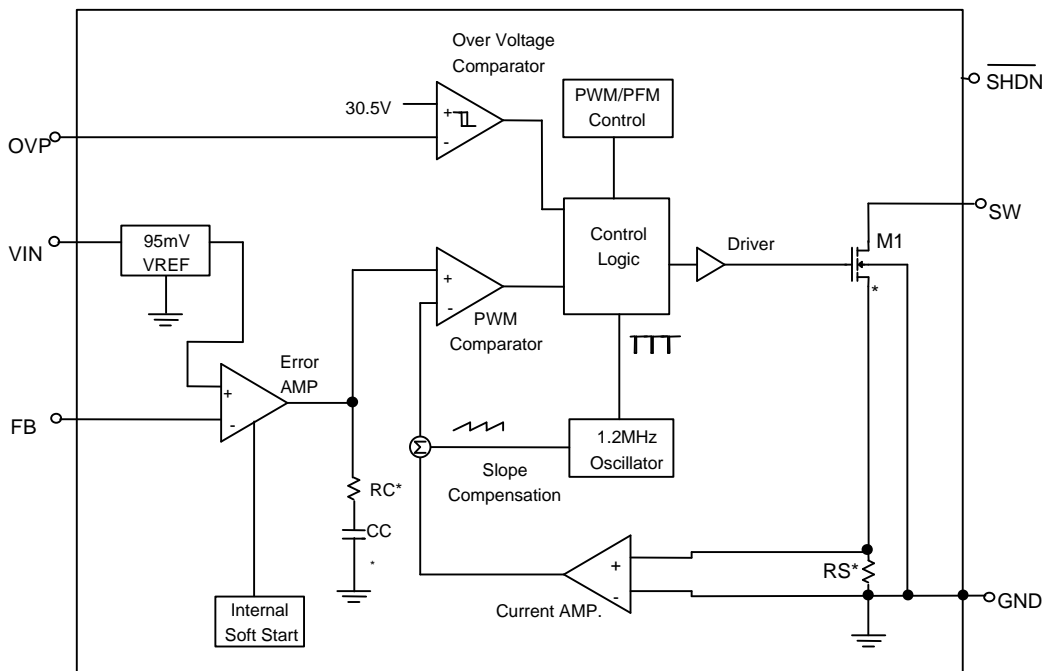 Over Voltage
Comparator
SHDN
30.5V
+
-
PWM/PFM
Control
OVP
SW
VIN
95mV
VREF
Control
Logic
Driver
M1
*
+
-
PWM
Comparator
Error
AMP
+
-
FB
Σ
1.2MHz
Oscillator
Slope
Compensation
RC*
CC
*
+
-
Current AMP.
RS*
GND
Internal
Soft Start